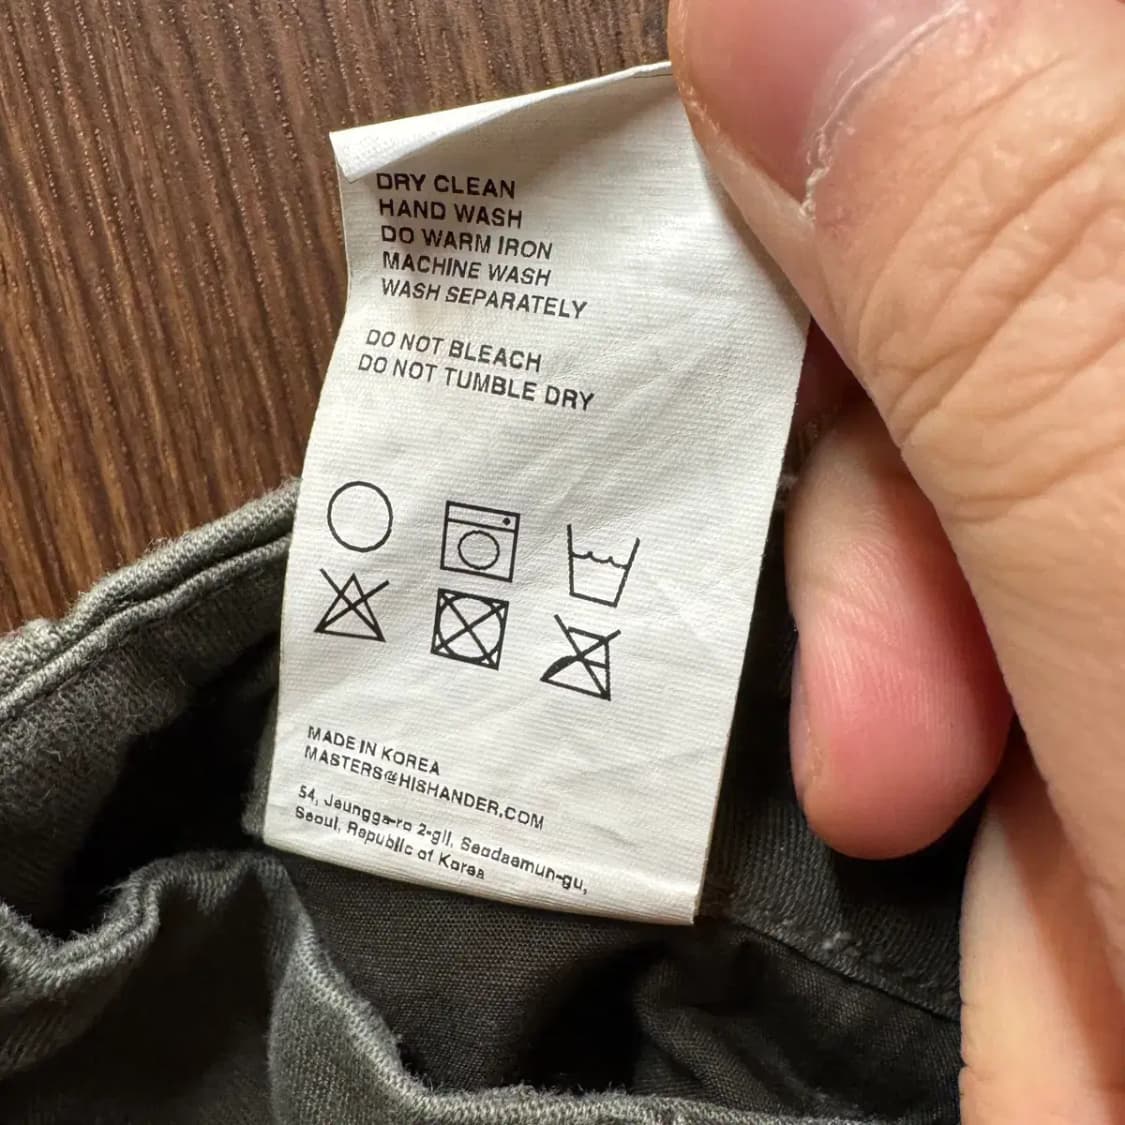 DRY CLEAN
HAND WASH
DO WARM IRON
MACHINE WASH
WASH SEPARATELY
DO NOT BLEACH
DO NOT TUMBLE DRY
MADE IN KOREA
MASTERS@HISHANDER.COM
54, Jeungga-ro 2-gil, Seodaemun-gu,
Seoul, Republic of Korea